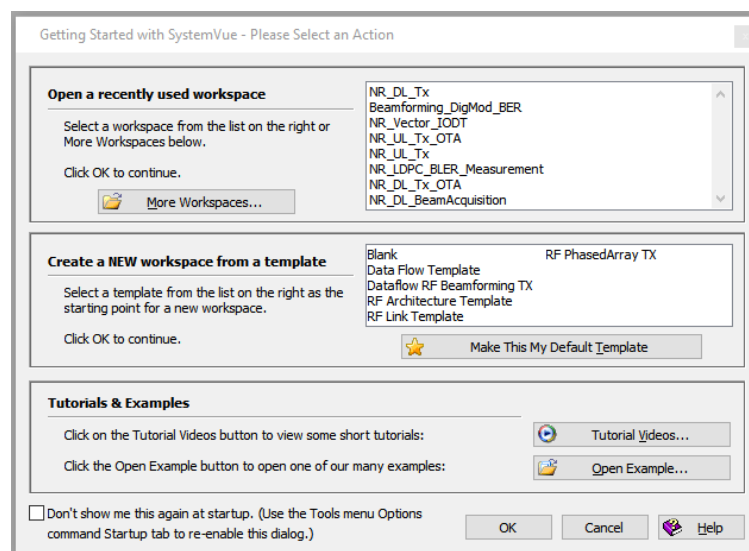 Getting Started with SystemVue - Please Select an Action
Open a recently used workspace
Select a workspace from the list on the right or
More Workspaces below.
Click OK to continue.
More Workspaces...
NR_DL_Tx
Beamforming_DigMod_BER
NR_Vector_IODT
NR_UL_Tx_OTA
NR_UL_Tx
NR_LDPC_BLER_Measurement
NR_DL_Tx_OTA
NR_DL_BeamAcquisition
Create a NEW workspace from a template
Select a template from the list on the right as the
starting point for a new workspace.
Click OK to continue.
Blank RF PhasedArray TX
Data Flow Template
Dataflow RF Beamforming TX
RF Architecture Template
RF Link Template
Make This My Default Template
Tutorials & Examples
Click on the Tutorial Videos button to view some short tutorials:
Tutorial Videos...
Click the Open Example button to open one of our many examples:
Open Example...
Don't show me this again at startup. (Use the Tools menu Options
command Startup tab to re-enable this dialog.)
OK
Cancel
Help